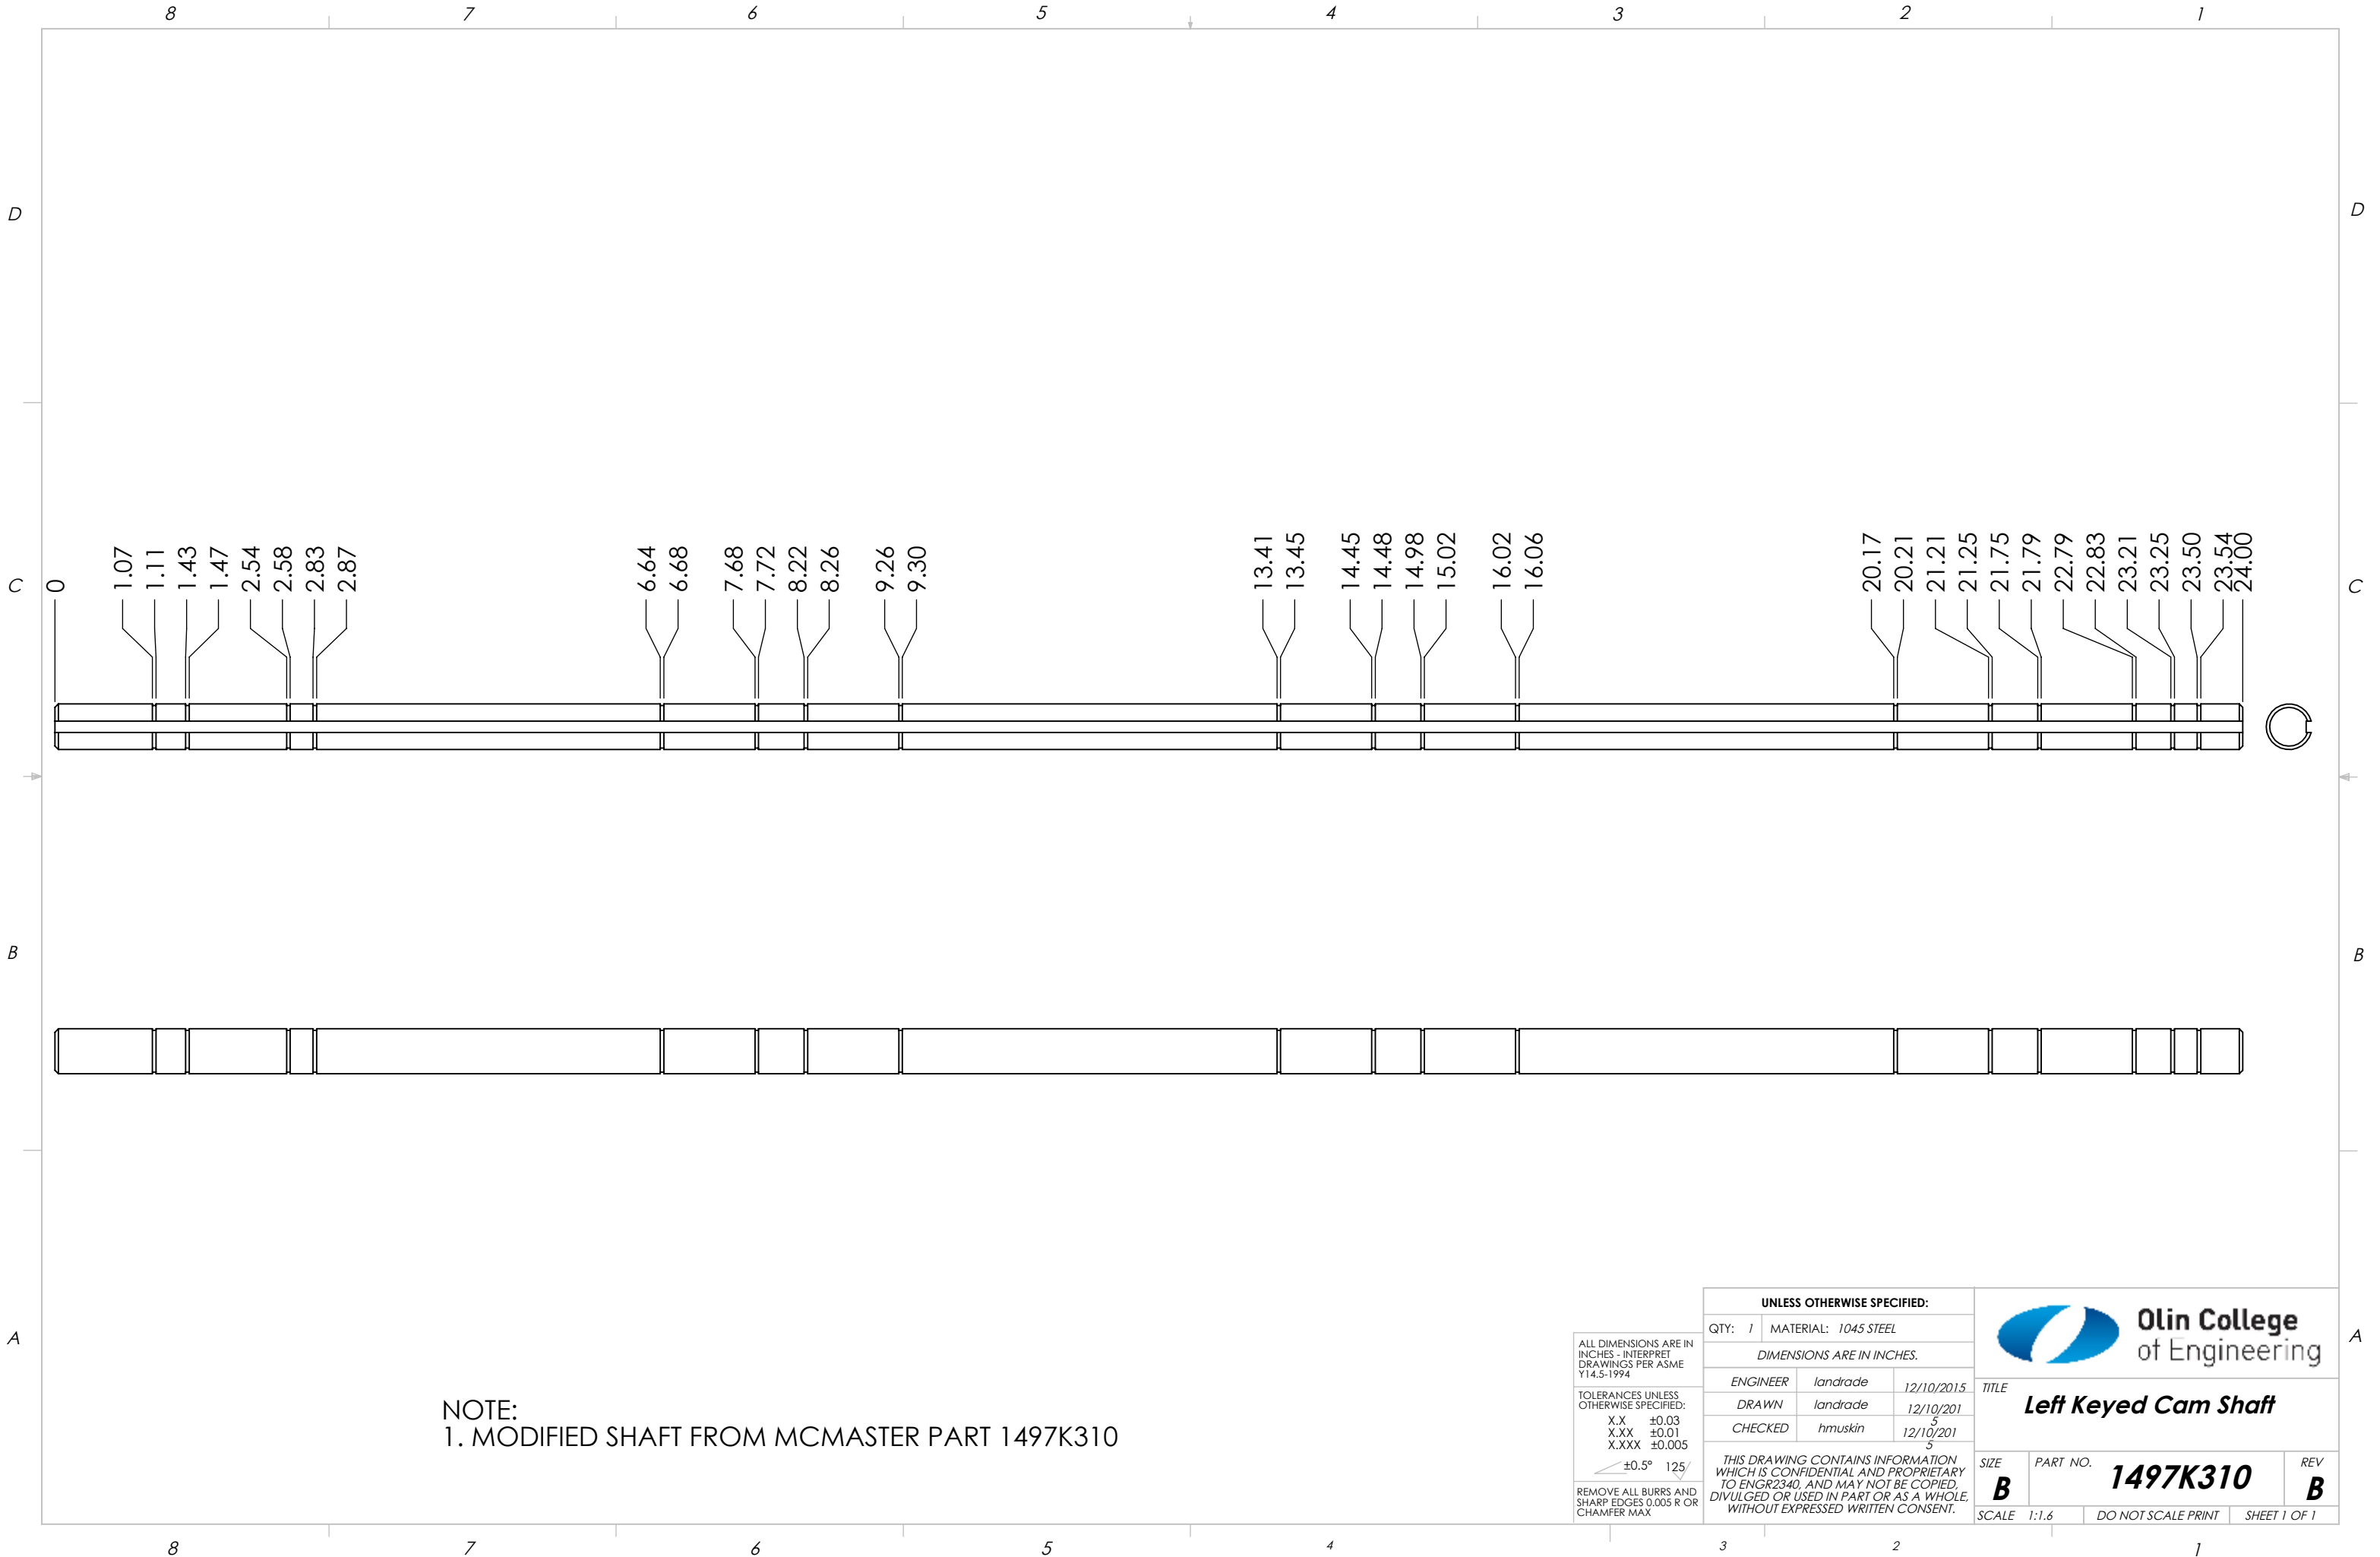 8 7 6 5 4 3 2 1
D D
0 1.07 1.11 1.43 1.47 2.54 2.58 2.83 2.87 6.64 6.68 7.68 7.72 8.22 8.26 9.26 9.30 13.41 13.45 14.45 14.48 14.98 15.02 16.02 16.06 20.17 20.21 21.21 21.25 21.75 21.79 22.79 22.83 23.21 23.25 23.50 23.54 24.00
C C
B B
A A
NOTE:
1. MODIFIED SHAFT FROM MCMASTER PART 1497K310
ALL DIMENSIONS ARE IN
INCHES - INTERPRET
DRAWINGS PER ASME
Y14.5-1994
TOLERANCES UNLESS
OTHERWISE SPECIFIED:
X.X ±0.03
X.XX ±0.01
X.XXX ±0.005
±0.5° 125
REMOVE ALL BURRS AND
SHARP EDGES 0.005 R OR
CHAMFER MAX
UNLESS OTHERWISE SPECIFIED:
QTY: 1 MATERIAL: 1045 STEEL
DIMENSIONS ARE IN INCHES.
ENGINEER landrade 12/10/2015
DRAWN landrade 12/10/201
5
CHECKED hmuskin 12/10/201
5
THIS DRAWING CONTAINS INFORMATION
WHICH IS CONFIDENTIAL AND PROPRIETARY
TO ENGR2340, AND MAY NOT BE COPIED,
DIVULGED OR USED IN PART OR AS A WHOLE,
WITHOUT EXPRESSED WRITTEN CONSENT.
Olin College
of Engineering
TITLE
Left Keyed Cam Shaft
SIZE
B
PART NO.
1497K310
REV
B
SCALE 1:1.6 DO NOT SCALE PRINT SHEET 1 OF 1
8 7 6 5 4 3 2 1